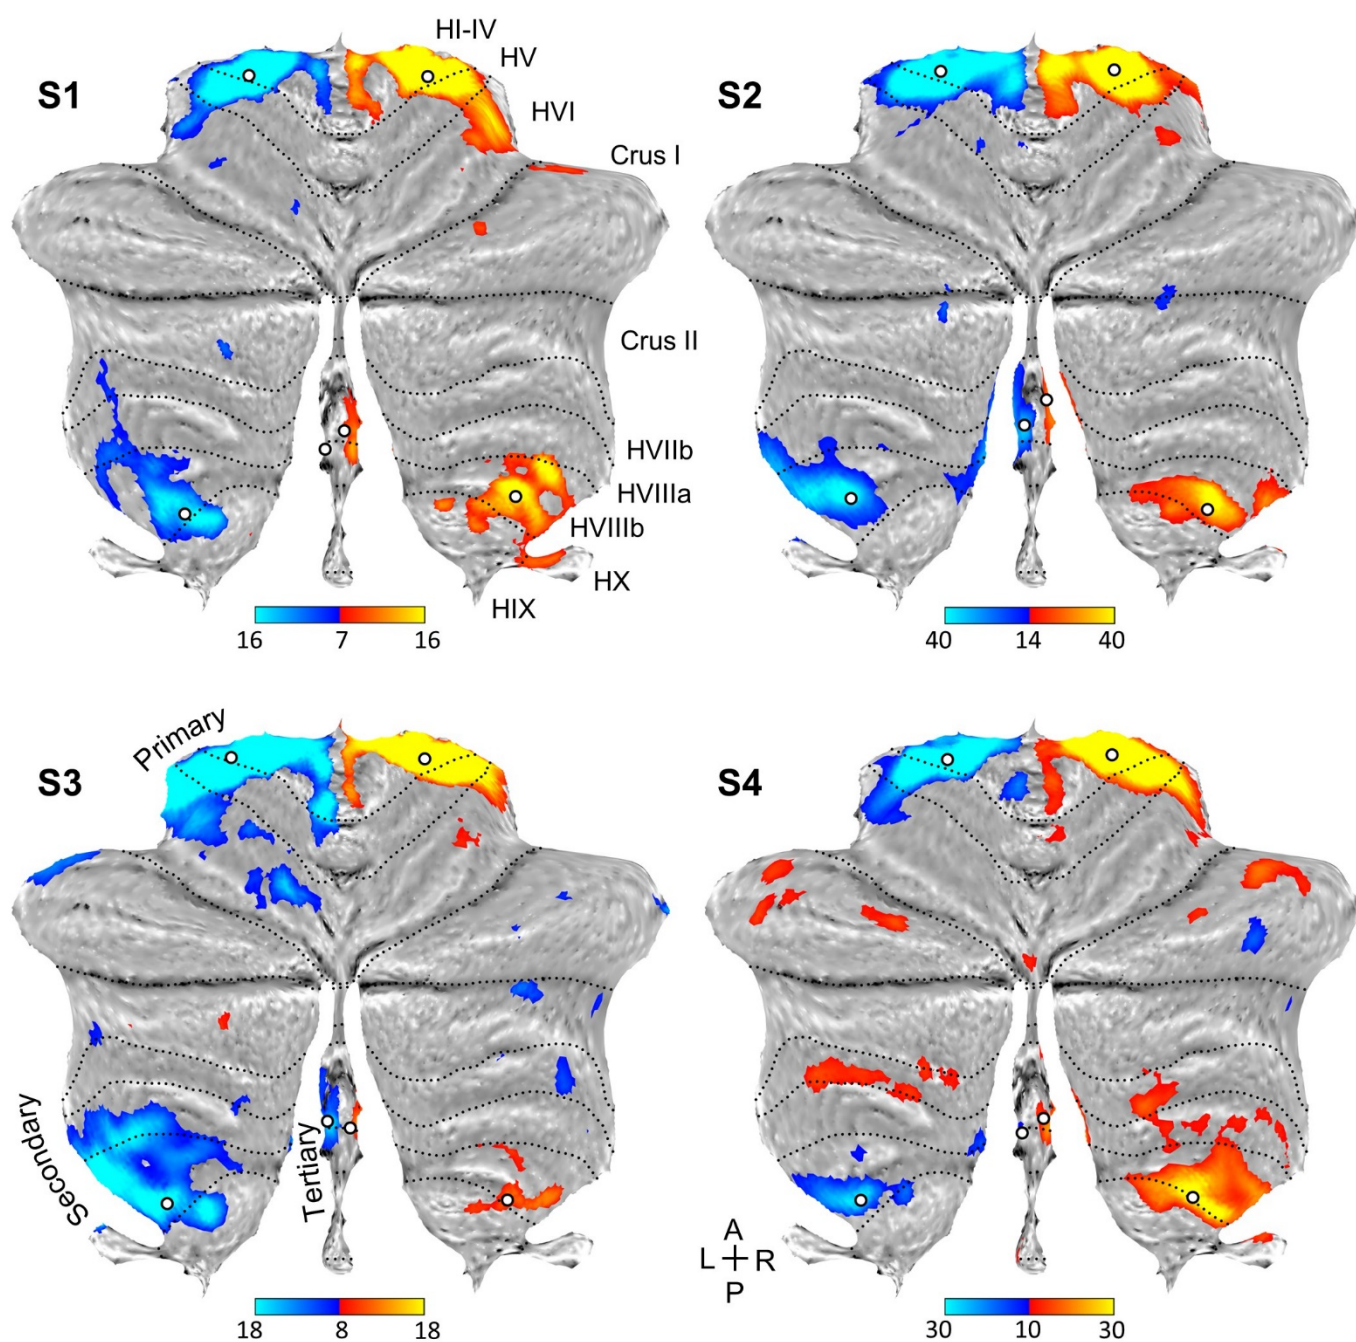 S1
HI-IV
HV
HVI
Crus I
Crus II
HVIIb
HVIIIa
HVIIIb
HX
HIX
16 7 16
S2
40 14 40
S3
Primary
Secondary
Tertiary
18 8 18
S4
A
L R
P
30 10 30